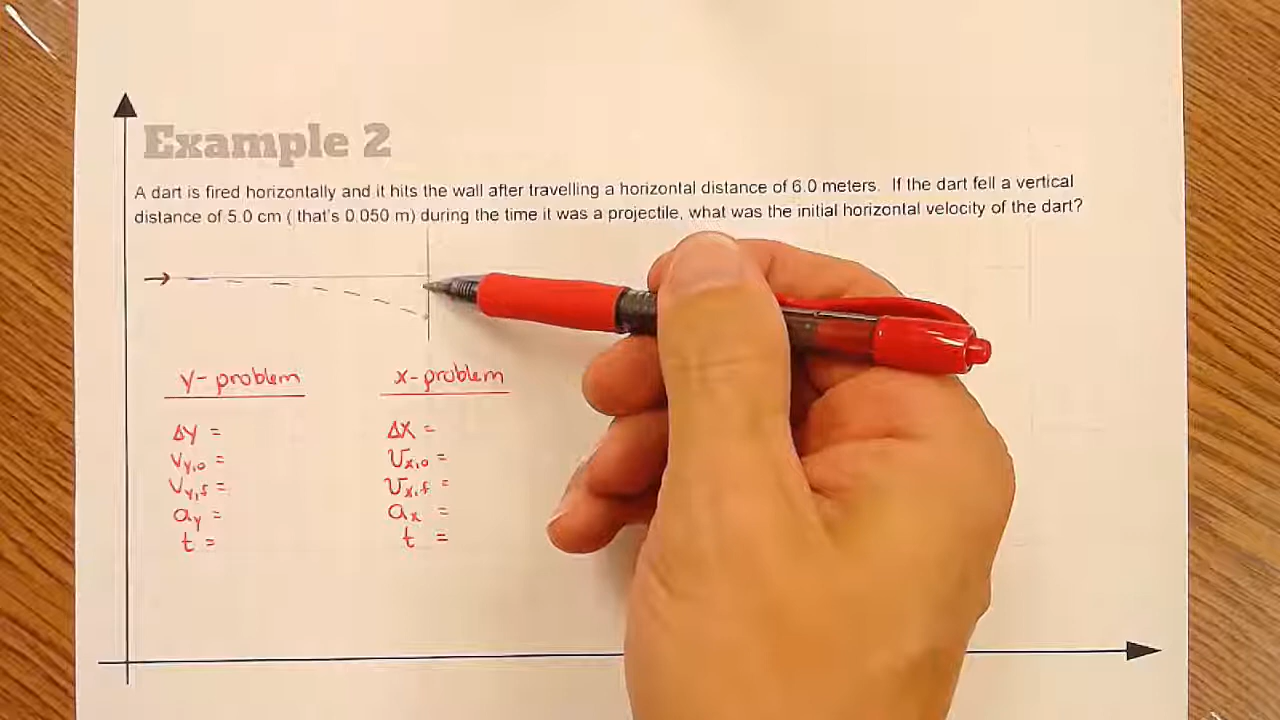 Example 2
A dart is fired horizontally and it hits the wall after travelling a horizontal distance of 6.0 meters. If the dart fell a vertical
distance of 5.0 cm ( that's 0.050 m) during the time it was a projectile, what was the initial horizontal velocity of the dart?
y-problem x-problem
Δy = Δx =
Vy,o = Vx,o =
Vy,f = Vx,f =
ay = ax =
t = t =